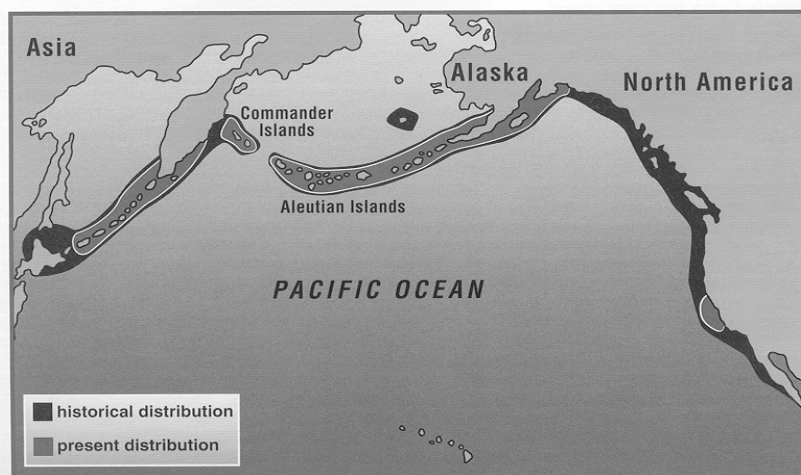 Asia
Alaska
North America
Commander
Islands
Aleutian Islands
PACIFIC OCEAN
historical distribution
present distribution